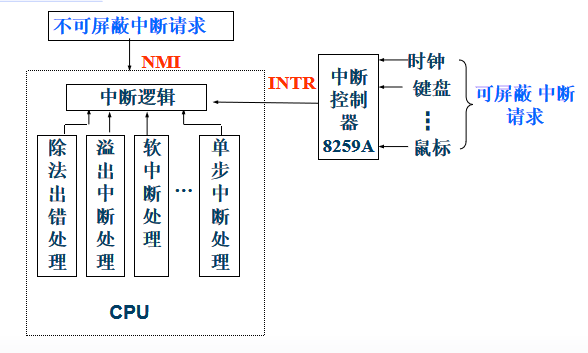 不可屏蔽中断请求
NMI
中断逻辑
INTR
中断
控制
器
8259A
时钟
键盘
鼠标
可屏蔽 中断
请求
除法出错处理
溢出中断处理
软中断处理
…
单步中断处理
CPU